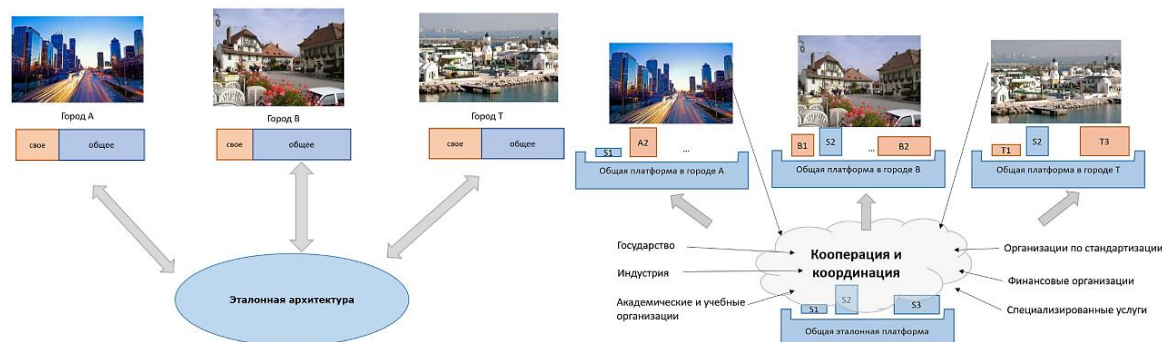 Город А
Город В
Город Т
свое
общее
свое
общее
свое
общее
Эталонная архитектура
S1
A2
...
Общая платформа в городе А
B1
S2
...
B2
Общая платформа в городе В
T1
S2
T3
Общая платформа в городе Т
Государство
Индустрия
Академические и учебные
организации
Кооперация и
координация
Организации по стандартизации
Финансовые организации
Специализированные услуги
S1
S2
S3
Общая эталонная платформа